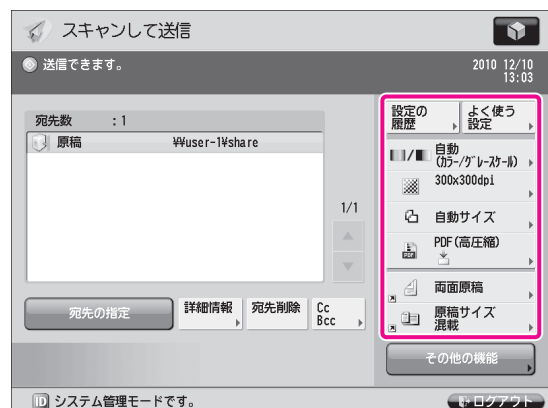 スキャンして送信
送信できます。
2010 12/10
13:03
宛先数 :1
原稿 ¥¥user-1¥share
1/1
宛先の指定
詳細情報
宛先削除
Cc
Bcc
設定の
履歴
よく使う
設定
自動
(カラー/グレースケール)
300x300dpi
自動サイズ
PDF
PDF(高圧縮)
両面原稿
原稿サイズ
混載
その他の機能
ID システム管理モードです。
ログアウト